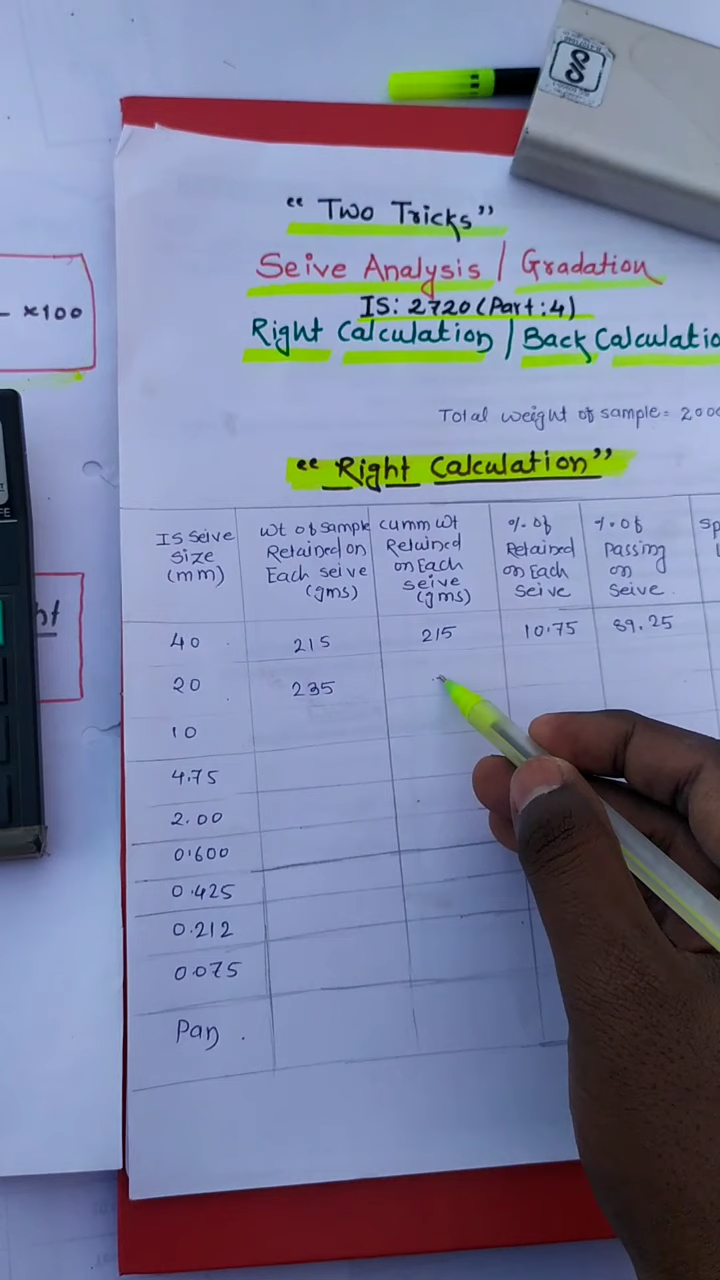 "Two Tricks"
Seive Analysis / Gradation
IS: 2720 (Part:4)
Right Calculation / Back Calculatio
Total weight of sample = 200
"Right Calculation"
- ×100
ht
IS Seive Size (mm)
Wt of sample Retained on Each seive (gms)
cumm wt Retained on Each seive (gms)
% of Retained on Each Seive
% of Passing on Seive
Sp
40 215 215 10.75 89.25
20 235
10
4.75
2.00
0.600
0.425
0.212
0.075
Pan.